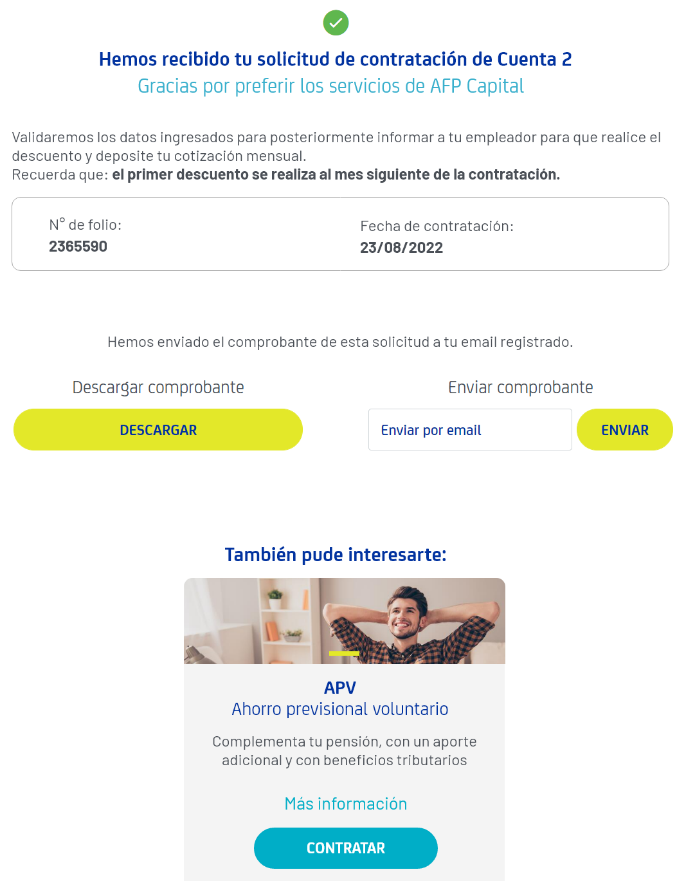 Hemos recibido tu solicitud de contratación de Cuenta 2
Gracias por preferir los servicios de AFP Capital
Validaremos los datos ingresados para posteriormente informar a tu empleador para que realice el
descuento y deposite tu cotización mensual.
Recuerda que: el primer descuento se realiza al mes siguiente de la contratación.
N° de folio:
2365590
Fecha de contratación:
23/08/2022
Hemos enviado el comprobante de esta solicitud a tu email registrado.
Descargar comprobante
DESCARGAR
Enviar comprobante
Enviar por email
ENVIAR
También pude interesarte:
APV
Ahorro previsional voluntario
Complementa tu pensión, con un aporte
adicional y con beneficios tributarios
Más información
CONTRATAR